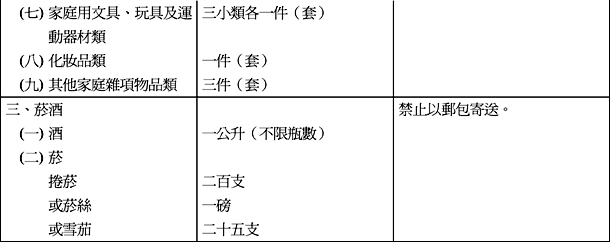 (七) 家庭用文具、玩具及運 三小類各一件（套）
動器材類
(八) 化妝品類 一件（套）
(九) 其他家庭雜項物品類 三件（套）
三、菸酒 禁止以郵包寄送。
(一) 酒 一公升（不限瓶數）
(二) 菸
捲菸 二百支
或菸絲 一磅
或雪茄 二十五支